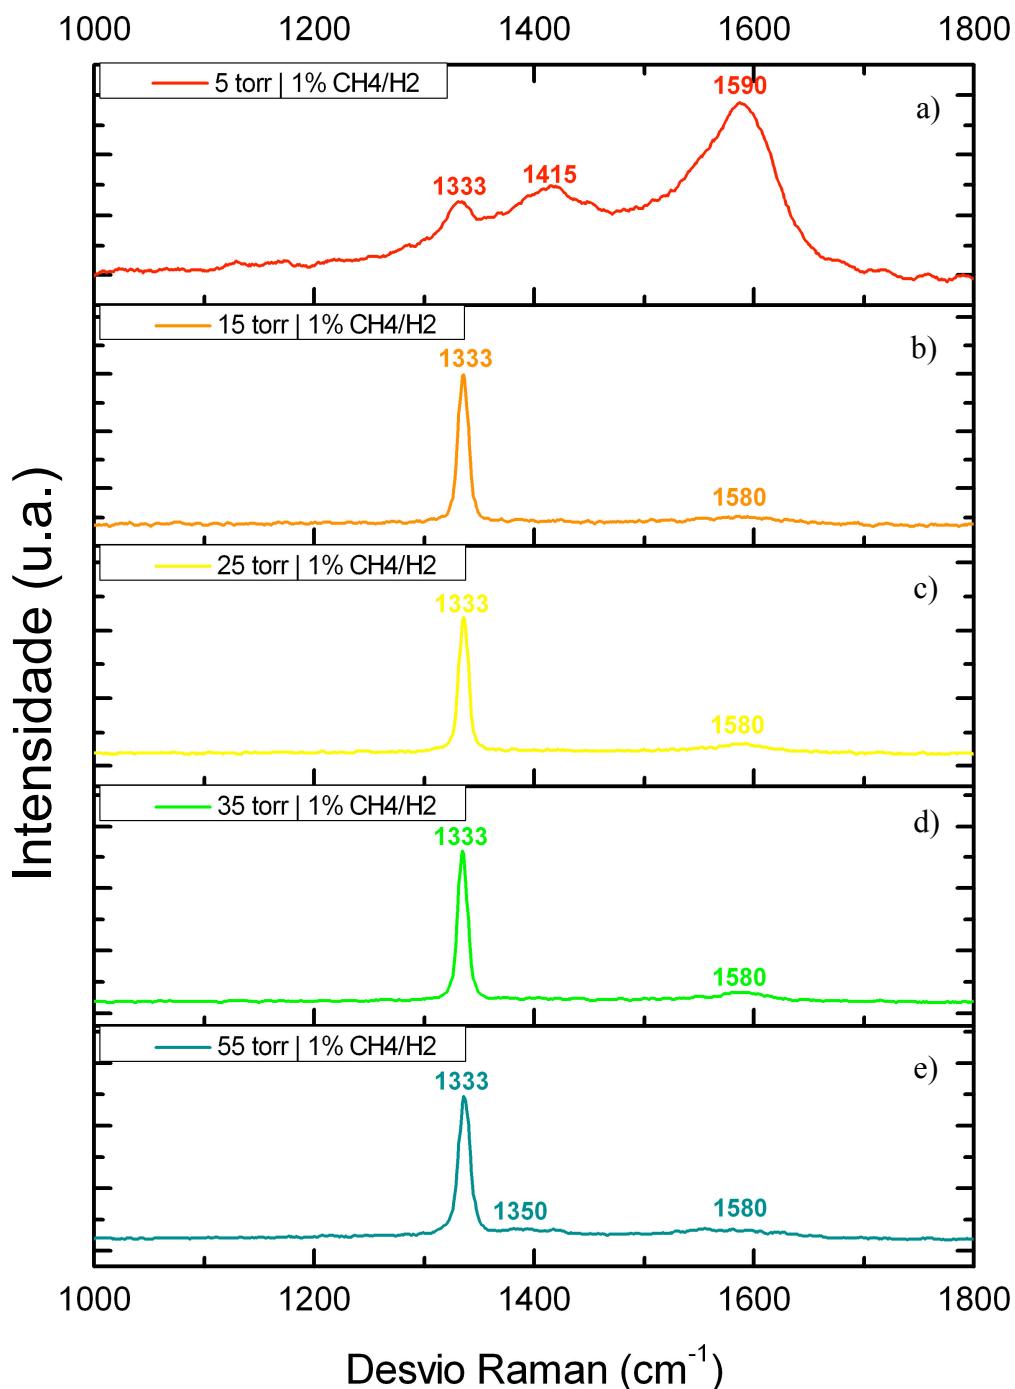 1000 1200 1400 1600 1800
5 torr | 1% CH4/H2
1590
a)
1415
1333
15 torr | 1% CH4/H2
b)
1333
1580
25 torr | 1% CH4/H2
c)
1333
1580
35 torr | 1% CH4/H2
d)
1333
1580
55 torr | 1% CH4/H2
e)
1333
1350
1580
Intensidade (u.a.)
1000 1200 1400 1600 1800
Desvio Raman (cm⁻¹)